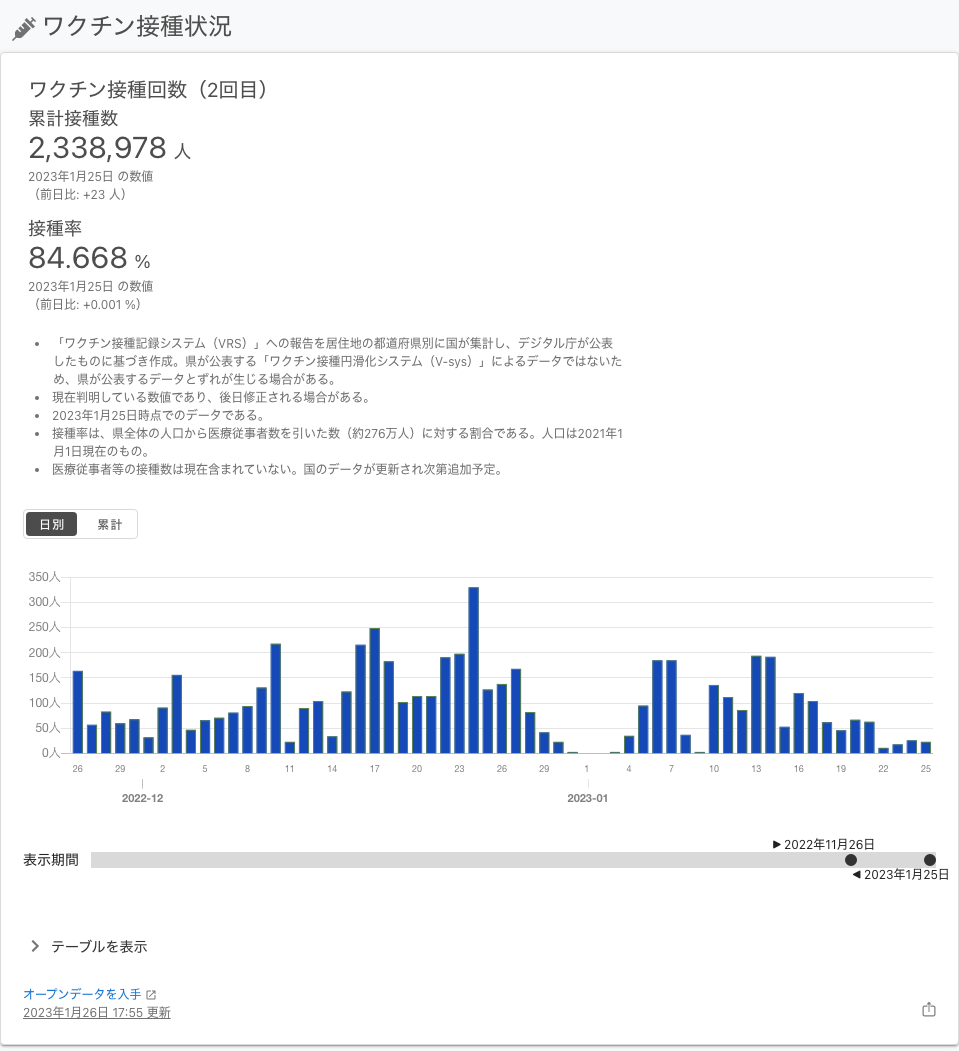 ワクチン接種状況
ワクチン接種回数（2回目）
累計接種数
2,338,978 人
2023年1月25日 の数値
（前日比: +23 人）
接種率
84.668 %
2023年1月25日 の数値
（前日比: +0.001 %）
• 「ワクチン接種記録システム（VRS）」への報告を居住地の都道府県別に国が集計し、デジタル庁が公表
したものに基づき作成。県が公表する「ワクチン接種円滑化システム（V-sys）」によるデータではないた
め、県が公表するデータとずれが生じる場合がある。
• 現在判明している数値であり、後日修正される場合がある。
• 2023年1月25日時点でのデータである。
• 接種率は、県全体の人口から医療従事者数を引いた数（約276万人）に対する割合である。人口は2021年1
月1日現在のもの。
• 医療従事者等の接種数は現在含まれていない。国のデータが更新され次第追加予定。
日別 累計
350人
300人
250人
200人
150人
100人
50人
0人
26 29 2 5 8 11 14 17 20 23 26 29 1 4 7 10 13 16 19 22 25
2022-12 2023-01
▶ 2022年11月26日
表示期間
◀ 2023年1月25日
テーブルを表示
オープンデータを入手
2023年1月26日 17:55 更新